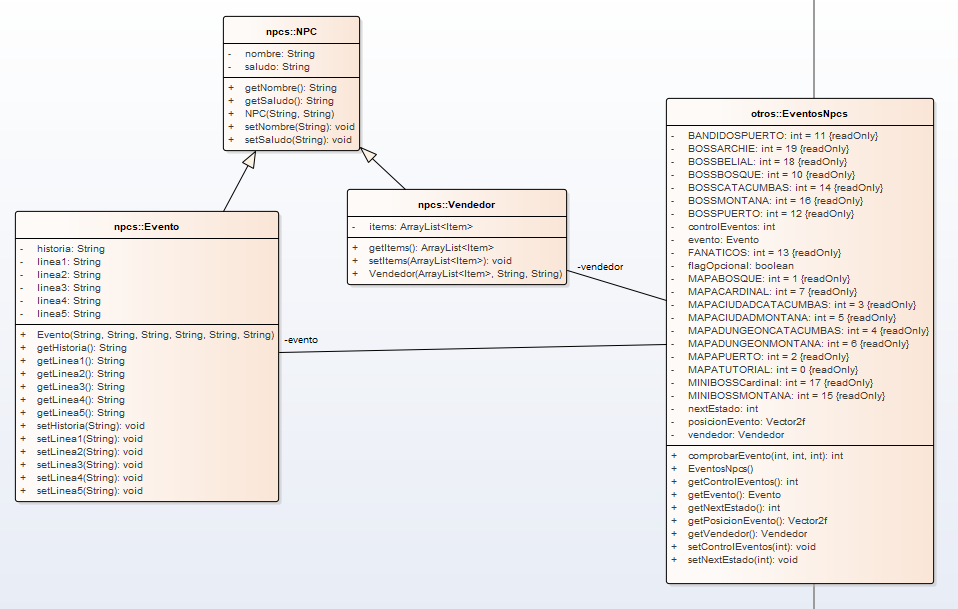 npcs::NPC
- nombre: String
- saludo: String
+ getNombre(): String
+ getSaludo(): String
+ NPC(String, String)
+ setNombre(String): void
+ setSaludo(String): void
npcs::Evento
- historia: String
- linea1: String
- linea2: String
- linea3: String
- linea4: String
- linea5: String
+ Evento(String, String, String, String, String, String)
+ getHistoria(): String
+ getLinea1(): String
+ getLinea2(): String
+ getLinea3(): String
+ getLinea4(): String
+ getLinea5(): String
+ setHistoria(String): void
+ setLinea1(String): void
+ setLinea2(String): void
+ setLinea3(String): void
+ setLinea4(String): void
+ setLinea5(String): void
npcs::Vendedor
- items: ArrayList<Item>
+ getItems(): ArrayList<Item>
+ setItems(ArrayList<Item>): void
+ Vendedor(ArrayList<Item>, String, String)
-vendedor
-evento
otros::EventosNpcs
- BANDIDOSPUERTO: int = 11 {readOnly}
- BOSSARCHIE: int = 19 {readOnly}
- BOSSBELIAL: int = 18 {readOnly}
- BOSSBOSQUE: int = 10 {readOnly}
- BOSSCATACUMBAS: int = 14 {readOnly}
- BOSSMONTANA: int = 16 {readOnly}
- BOSSPUERTO: int = 12 {readOnly}
- controlEventos: int
- evento: Evento
- FANATICOS: int = 13 {readOnly}
- flagOpcional: boolean
- MAPABOSQUE: int = 1 {readOnly}
- MAPACARDINAL: int = 7 {readOnly}
- MAPACIUDADCATACUMBAS: int = 3 {readOnly}
- MAPACIUDADMONTANA: int = 5 {readOnly}
- MAPADUNGEONCATACUMBAS: int = 4 {readOnly}
- MAPADUNGEONMONTANA: int = 6 {readOnly}
- MAPAPUERTO: int = 2 {readOnly}
- MAPATUTORIAL: int = 0 {readOnly}
- MINIBOSSCardinal: int = 17 {readOnly}
- MINIBOSSMONTANA: int = 15 {readOnly}
- nextEstado: int
- posicionEvento: Vector2f
- vendedor: Vendedor
+ comprobarEvento(int, int, int): int
+ EventosNpcs()
+ getControlEventos(): int
+ getEvento(): Evento
+ getNextEstado(): int
+ getPosicionEvento(): Vector2f
+ getVendedor(): Vendedor
+ setControlEventos(int): void
+ setNextEstado(int): void